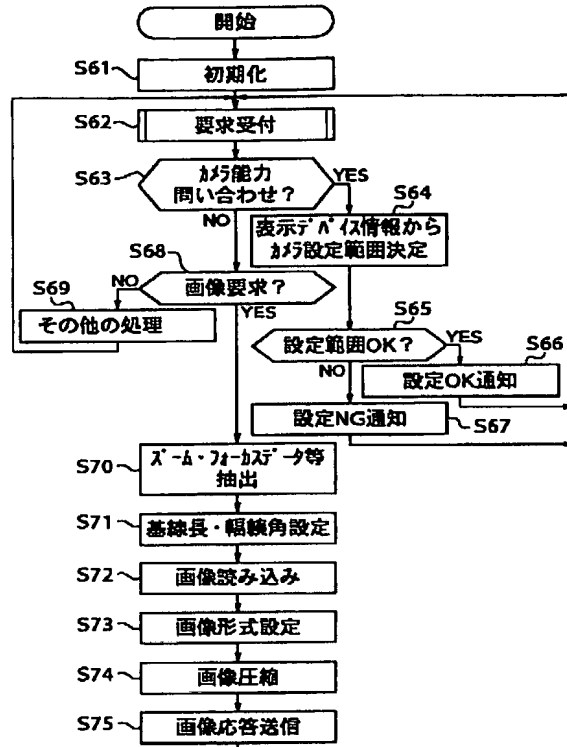 開始
S61
初期化
S62
要求受付
S63
カメラ能力
問い合わせ？
YES
NO
S64
表示デバイス情報から
カメラ設定範囲決定
S68
画像要求？
NO
YES
S69
その他の処理
S65
設定範囲OK？
YES
NO
S66
設定OK通知
設定NG通知
S67
S70
ズーム・フォーカスデータ等
抽出
S71
基線長・輻輳角設定
S72
画像読み込み
S73
画像形式設定
S74
画像圧縮
S75
画像応答送信